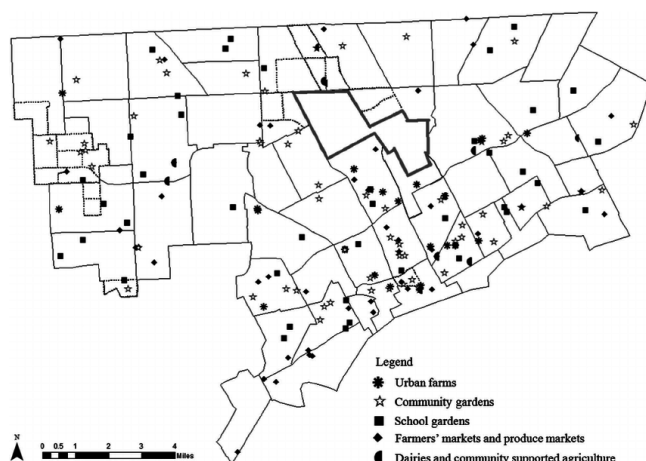 Legend
Urban farms
Community gardens
School gardens
Farmers' markets and produce markets
Dairies and community supported agriculture
N
0 0.5 1 2 3 4
Miles